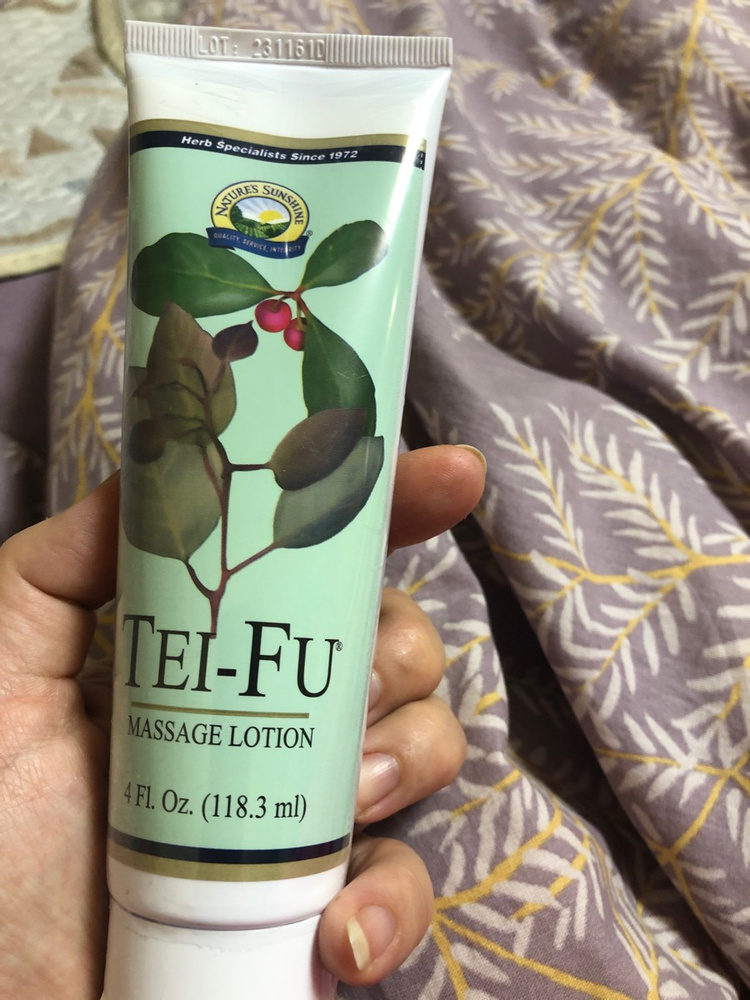 LOT: 231161D
Herb Specialists Since 1972
NATURE'S SUNSHINE
QUALITY, SERVICE, INTEGRITY
TEI-FU®
MASSAGE LOTION
4 Fl. Oz. (118.3 ml)